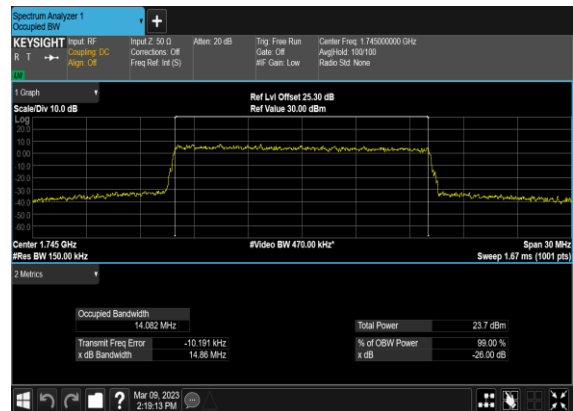 Spectrum Analyzer 1
Occupied BW
KEYSIGHT
R T
LW
Input: RF
Coupling: DC
Align: Off
Input Z: 50 Ω
Corrections: Off
Freq Ref: Int (S)
Atten: 20 dB
Trig: Free Run
Gate: Off
#IF Gain: Low
Center Freq: 1.745000000 GHz
Avg|Hold: 100/100
Radio Std: None
1 Graph
Scale/Div 10.0 dB
Ref Lvl Offset 25.30 dB
Ref Value 30.00 dBm
Log
20.0
10.0
0.00
-10.0
-20.0
-30.0
-40.0
-50.0
-60.0
Center 1.745 GHz
#Res BW 150.00 kHz
#Video BW 470.00 kHz*
Span 30 MHz
Sweep 1.67 ms (1001 pts)
2 Metrics
Occupied Bandwidth
14.082 MHz
Total Power 23.7 dBm
Transmit Freq Error -10.191 kHz
% of OBW Power 99.00 %
x dB Bandwidth 14.86 MHz
x dB -26.00 dB
?
Mar 09, 2023
2:19:13 PM